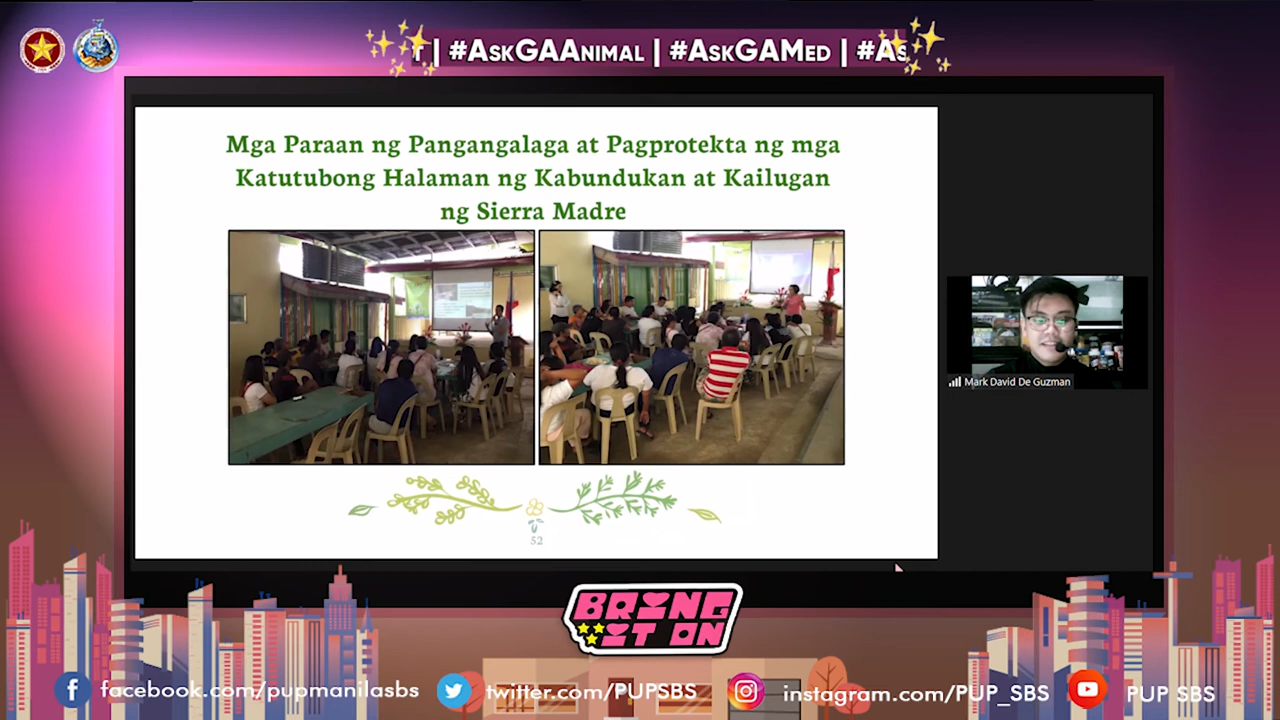 T | #AskGAAnimal | #AskGAMed | #As
Mga Paraan ng Pangangalaga at Pagprotekta ng mga
Katutubong Halaman ng Kabundukan at Kailugan
ng Sierra Madre
52
Mark David De Guzman
BRING
IT ON
facebook.com/pupmanilasbs
twitter.com/PUPSBS
instagram.com/PUP_SBS
PUP SBS